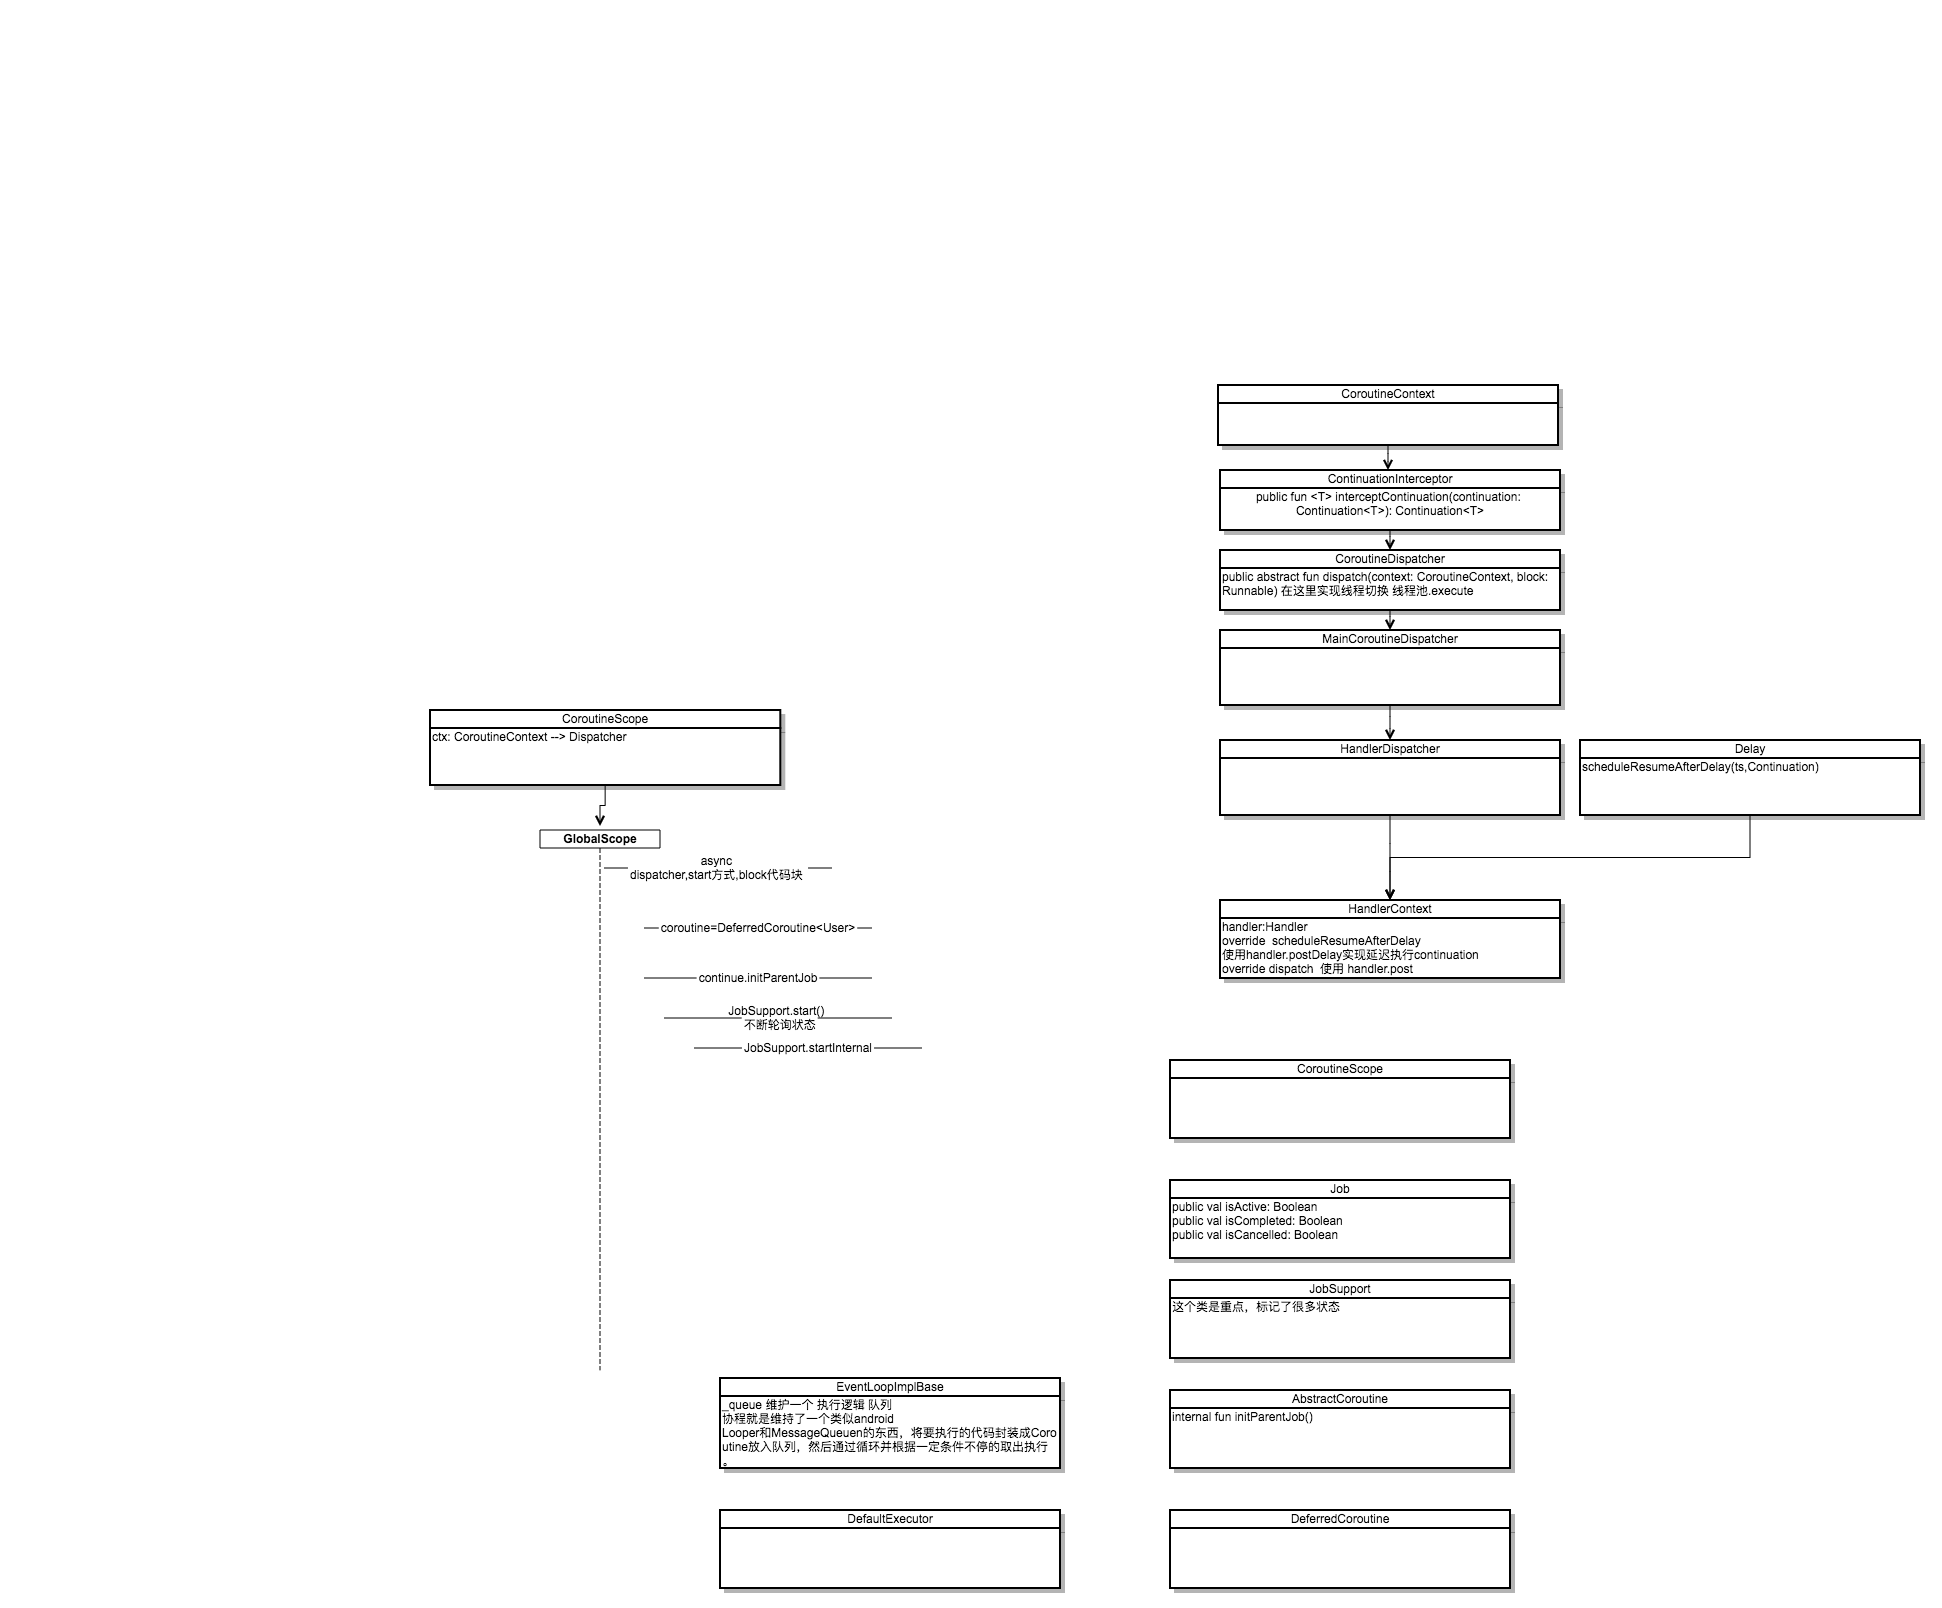 CoroutineContext
ContinuationInterceptor
public fun <T> interceptContinuation(continuation:
Continuation<T>): Continuation<T>
CoroutineDispatcher
public abstract fun dispatch(context: CoroutineContext, block:
Runnable) 在这里实现线程切换 线程池.execute
MainCoroutineDispatcher
CoroutineScope
ctx: CoroutineContext --> Dispatcher
HandlerDispatcher
Delay
scheduleResumeAfterDelay(ts,Continuation)
GlobalScope
async
dispatcher,start方式,block代码块
coroutine=DeferredCoroutine<User>
continue.initParentJob
JobSupport.start()
不断轮询状态
JobSupport.startInternal
HandlerContext
handler:Handler
override  scheduleResumeAfterDelay
使用handler.postDelay实现延迟执行continuation
override dispatch  使用 handler.post
CoroutineScope
Job
public val isActive: Boolean
public val isCompleted: Boolean
public val isCancelled: Boolean
JobSupport
这个类是重点，标记了很多状态
EventLoopImplBase
_queue 维护一个 执行逻辑 队列
协程就是维持了一个类似android
Looper和MessageQueuen的东西，将要执行的代码封装成Coro
utine放入队列，然后通过循环并根据一定条件不停的取出执行
。
AbstractCoroutine
internal fun initParentJob()
DefaultExecutor
DeferredCoroutine